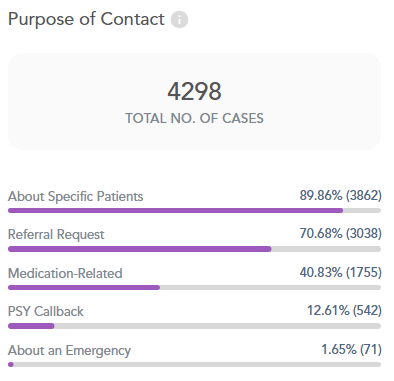 Purpose of Contact i
4298
TOTAL NO. OF CASES
About Specific Patients 89.86% (3862)
Referral Request 70.68% (3038)
Medication-Related 40.83% (1755)
PSY Callback 12.61% (542)
About an Emergency 1.65% (71)